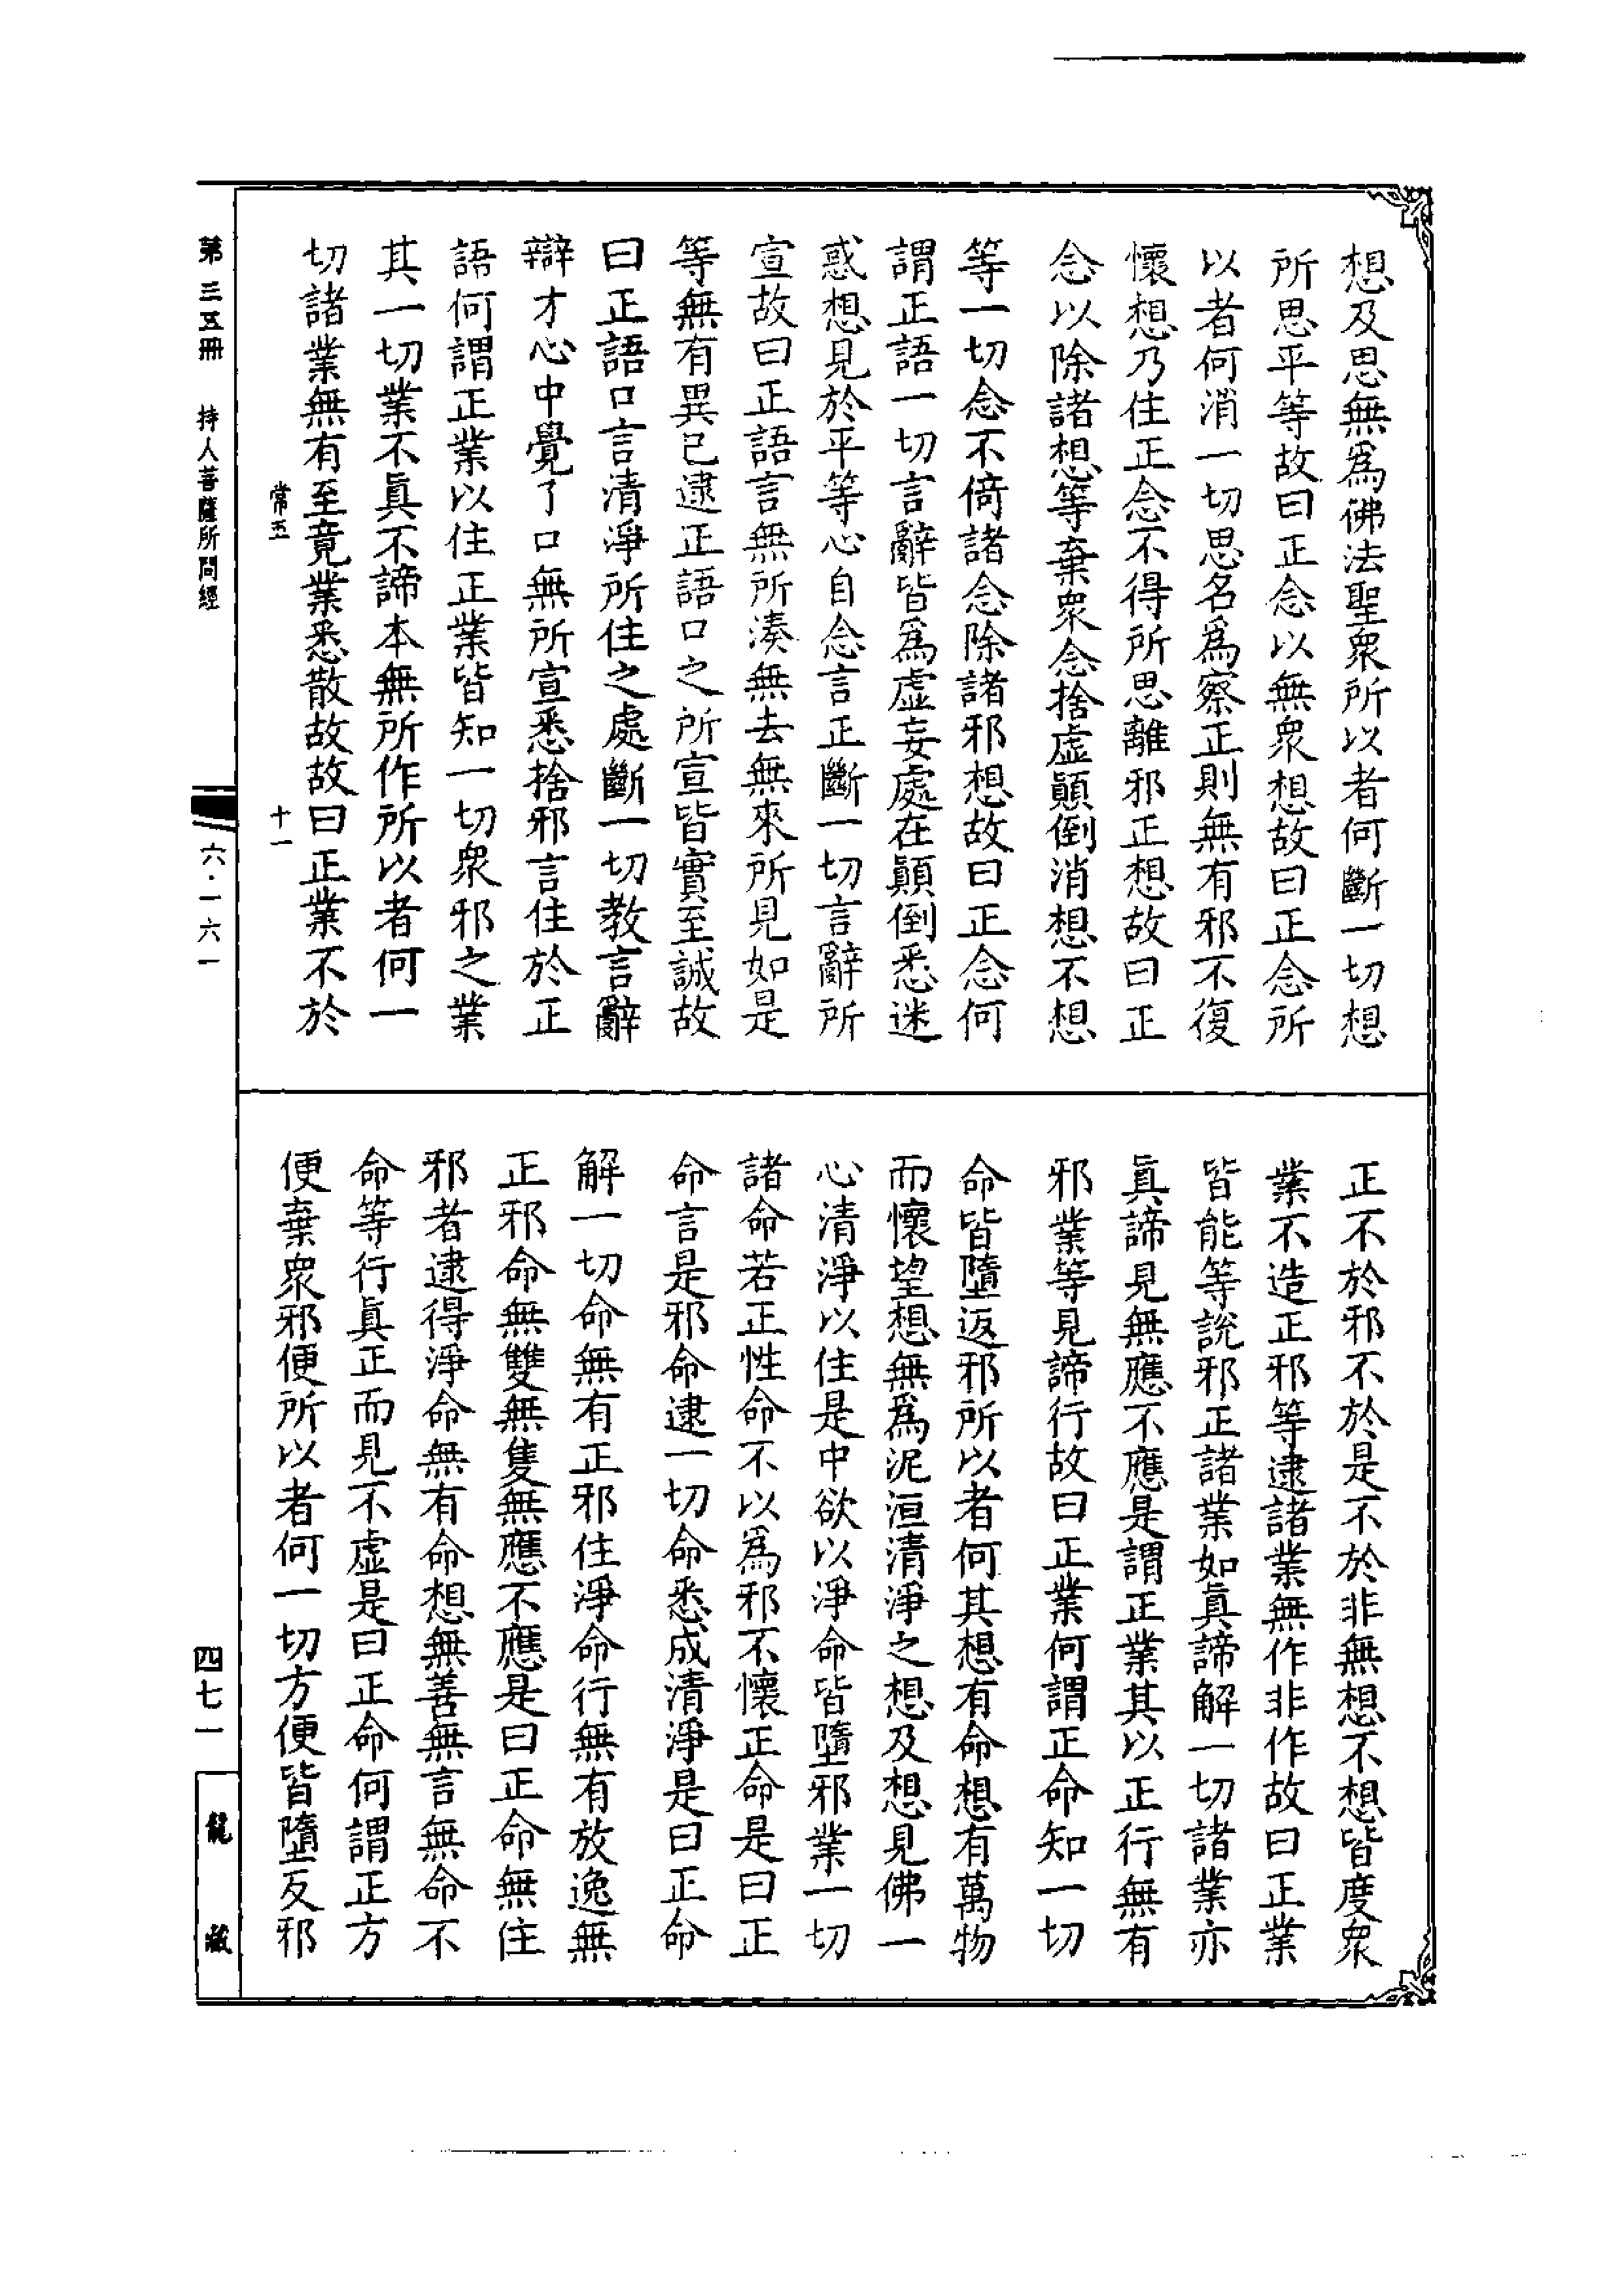 想及思無為佛法聖衆所以者何斷一切想
所思平等故曰正念以無衆想故曰正念所
以者何消一切思名為察正則無有邪不復
懷想乃住正念不得所思離邪正想故曰正
念以除諸想等棄衆念捨虛顛倒消想不想
等一切念不倚諸念除諸邪想故曰正念何
謂正語一切言辭皆為虛妄處在顛倒悉迷
惑想見於平等心自念言正斷一切言辭所
宣故曰正語言無所湊無去無來所見如是
等無有異已逮正語口之所宣皆實至誠故
曰正語口言清淨所住之處斷一切教言辭
辯才心中覺了口無所宣悉捨邪言住於正
語何謂正業以住正業皆知一切衆邪之業
其一切業不眞不諦本無所作所以者何一
切諸業無有至竟業悉散故故曰正業不於
常五
十一
正不於邪不於是不於非無想不想皆度衆
業不造正邪等逮諸業無作非作故曰正業
皆能等說邪正諸業如眞諦解一切諸業亦
眞諦見無應不應是謂正業其以正行無有
邪業等見諦行故曰正業何謂正命知一切
命皆墮返邪所以者何其想有命想有萬物
而懷望想無為泥洹清淨之想及想見佛一
心清淨以住是中欲以淨命皆墮邪業一切
諸命若正性命不以為邪不懷正命是曰正
命言是邪命逮一切命悉成清淨是曰正命
解一切命無有正邪住淨命行無有放逸無
正邪命無雙無隻無應不應是曰正命無住
邪者逮得淨命無有命想無善無言無命不
命等行眞正而見不虛是曰正命何謂正方
便棄衆邪便所以者何一切方便皆墮反邪
第三五冊 持人菩薩所問經
六·一六一
四七一
龍藏